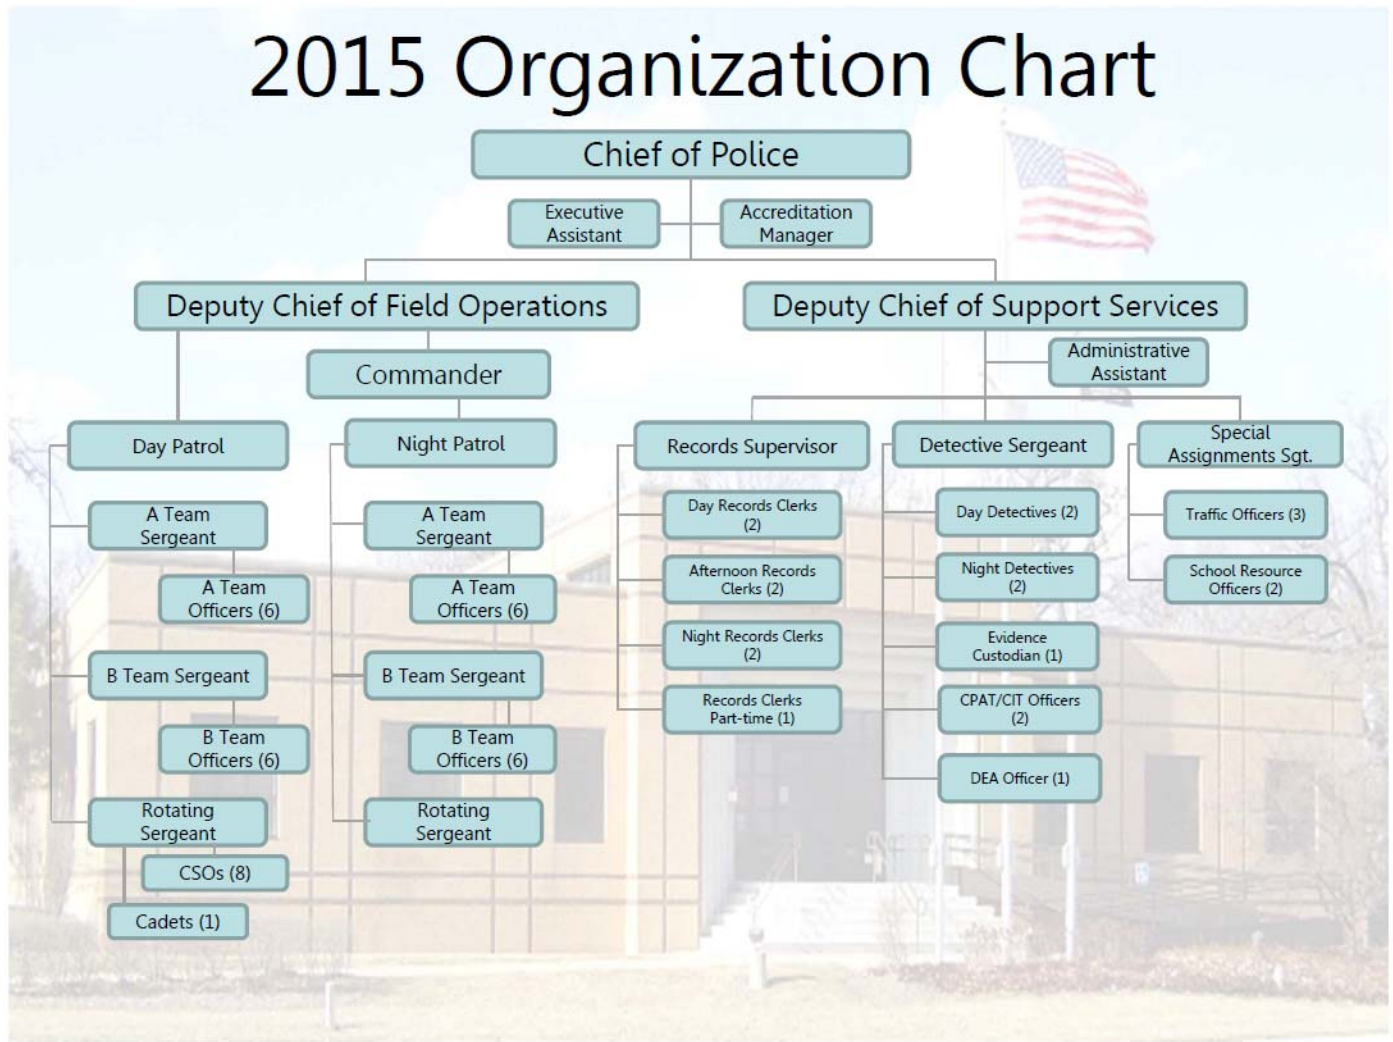 2015 Organization Chart
Chief of Police
Executive
Assistant
Accreditation
Manager
Deputy Chief of Field Operations
Deputy Chief of Support Services
Commander
Administrative
Assistant
Day Patrol
A Team
Sergeant
A Team
Officers (6)
B Team Sergeant
B Team
Officers (6)
Rotating
Sergeant
CSOs (8)
Cadets (1)
Night Patrol
A Team
Sergeant
A Team
Officers (6)
B Team Sergeant
B Team
Officers (6)
Rotating
Sergeant
Records Supervisor
Day Records Clerks
(2)
Afternoon Records
Clerks (2)
Night Records Clerks
(2)
Records Clerks
Part-time (1)
Detective Sergeant
Day Detectives (2)
Night Detectives
(2)
Evidence
Custodian (1)
CPAT/CIT Officers
(2)
DEA Officer (1)
Special
Assignments Sgt.
Traffic Officers (3)
School Resource
Officers (2)